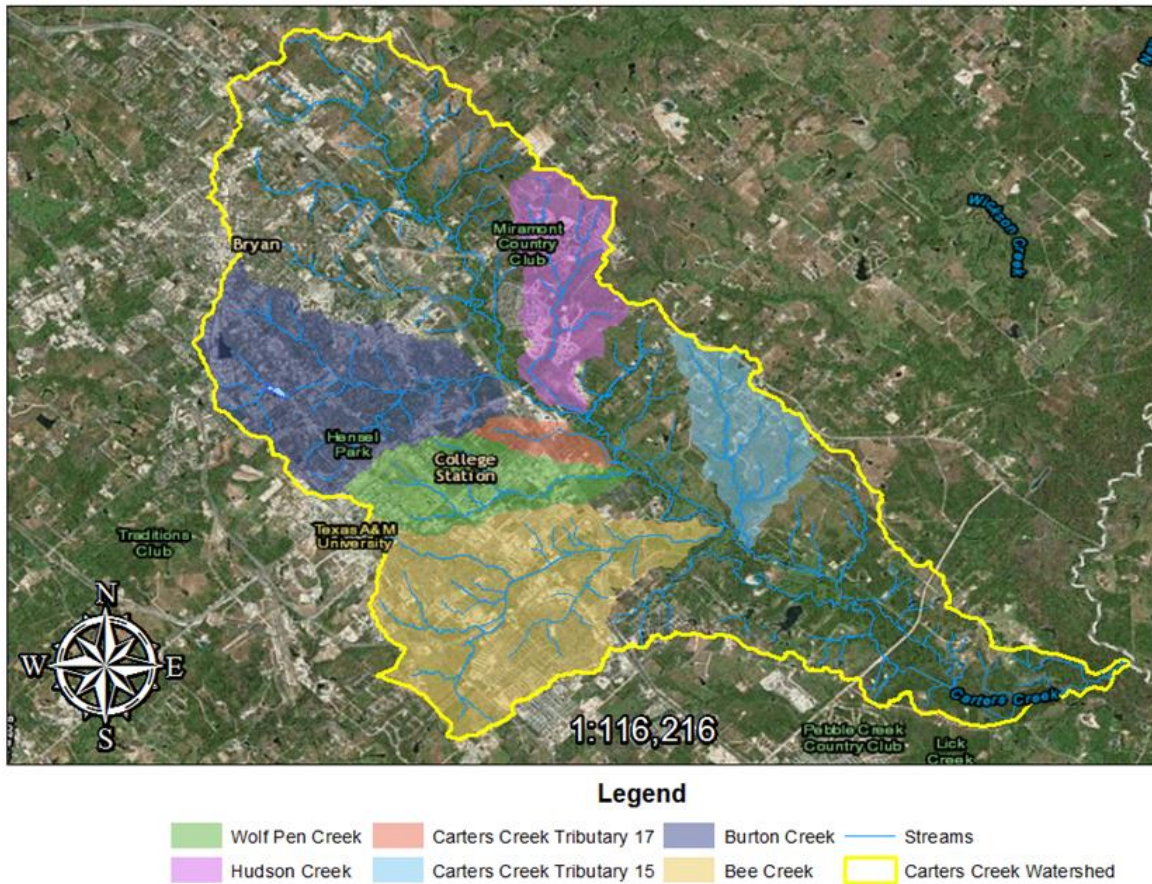 Miramont
Country
Club
Bryan
Wickson Creek
Hensel
Park
College
Station
Texas A&M
University
Traditions
Club
N
W
E
S
1:116,216
Carters Creek
Pebble Creek
Country Club
Lick
Creek
Legend
Wolf Pen Creek
Carters Creek Tributary 17
Burton Creek
Streams
Hudson Creek
Carters Creek Tributary 15
Bee Creek
Carters Creek Watershed